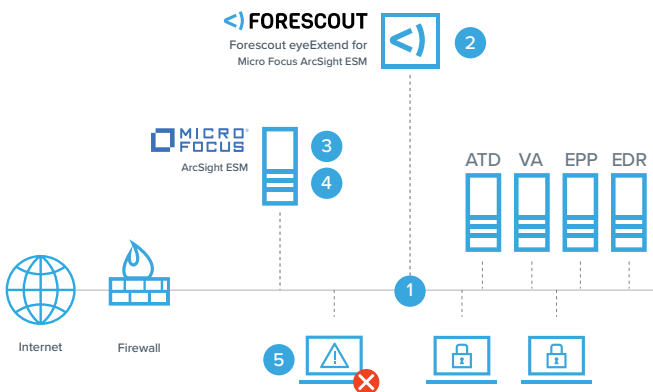 <) FORESCOUT
Forescout eyeExtend for
Micro Focus ArcSight ESM
2
MICRO
FOCUS
ArcSight ESM
3
4
ATD VA EPP EDR
1
Internet
Firewall
5